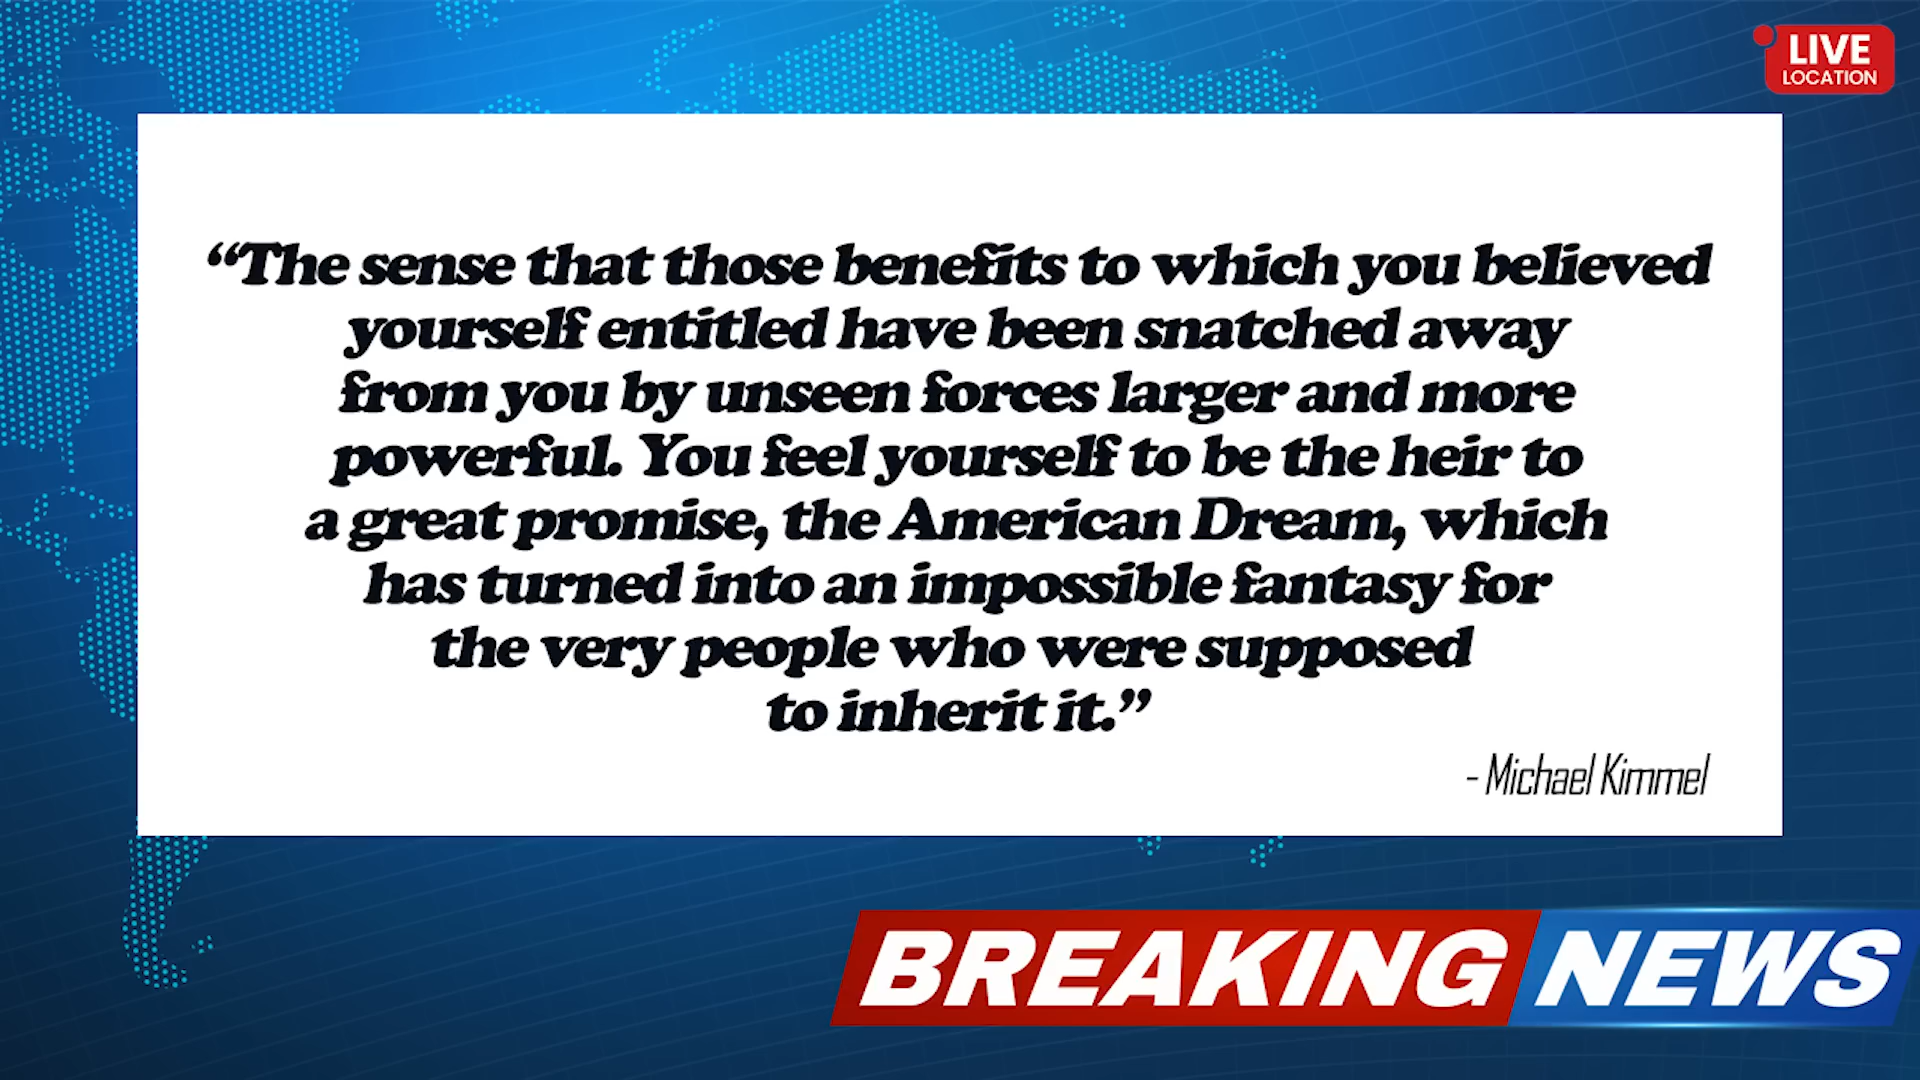 LIVE
LOCATION
“The sense that those benefits to which you believed
yourself entitled have been snatched away
from you by unseen forces larger and more
powerful. You feel yourself to be the heir to
a great promise, the American Dream, which
has turned into an impossible fantasy for
the very people who were supposed
to inherit it.”
- Michael Kimmel
BREAKING NEWS